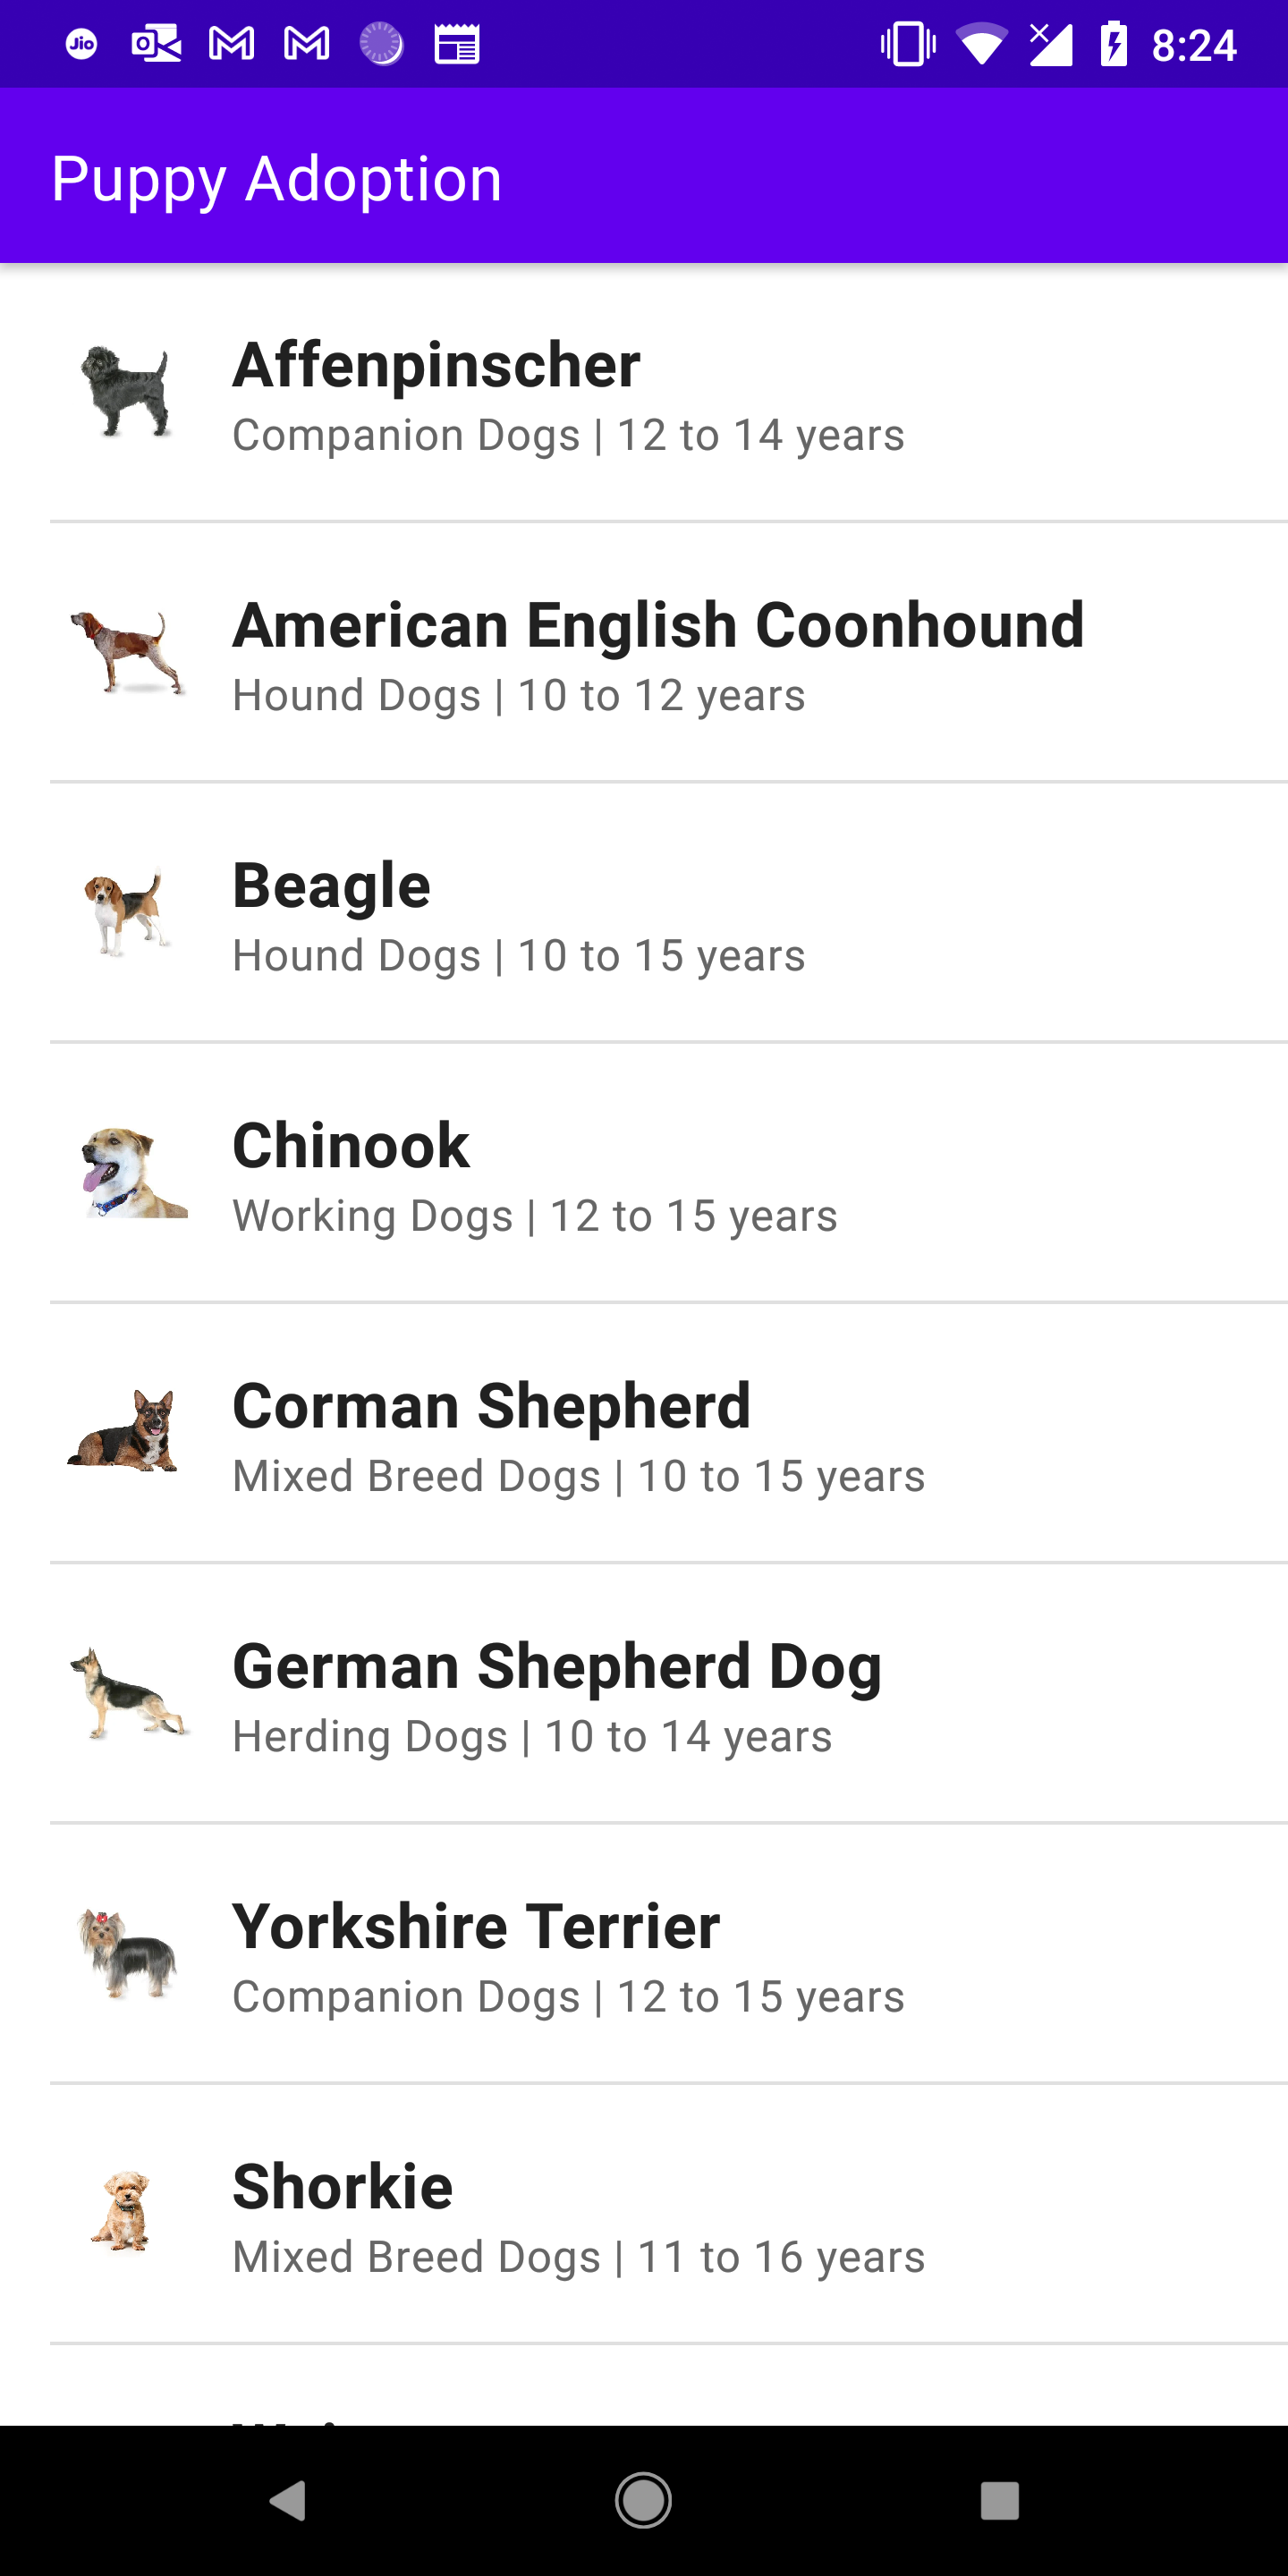 Jio
8:24
Puppy Adoption
Affenpinscher
Companion Dogs | 12 to 14 years
American English Coonhound
Hound Dogs | 10 to 12 years
Beagle
Hound Dogs | 10 to 15 years
Chinook
Working Dogs | 12 to 15 years
Corman Shepherd
Mixed Breed Dogs | 10 to 15 years
German Shepherd Dog
Herding Dogs | 10 to 14 years
Yorkshire Terrier
Companion Dogs | 12 to 15 years
Shorkie
Mixed Breed Dogs | 11 to 16 years